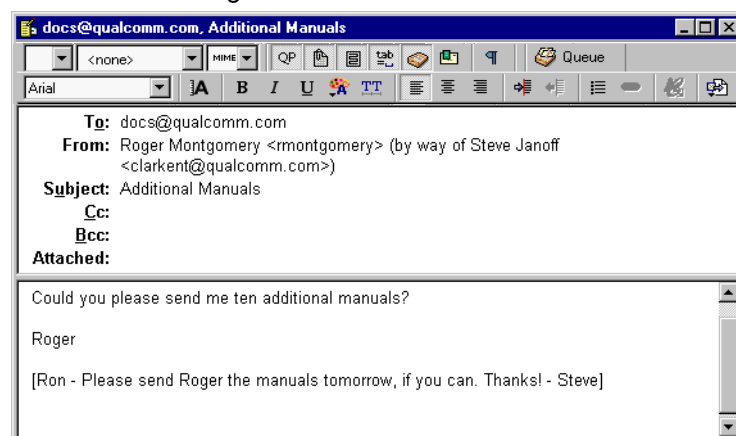 docs@qualcomm.com, Additional Manuals
<none> MIME QP tab Queue
Arial A B I U A TT
To: docs@qualcomm.com
From: Roger Montgomery <rmontgomery> (by way of Steve Janoff
<clarkent@qualcomm.com>)
Subject: Additional Manuals
Cc:
Bcc:
Attached:
Could you please send me ten additional manuals?
Roger
[Ron - Please send Roger the manuals tomorrow, if you can. Thanks! - Steve]